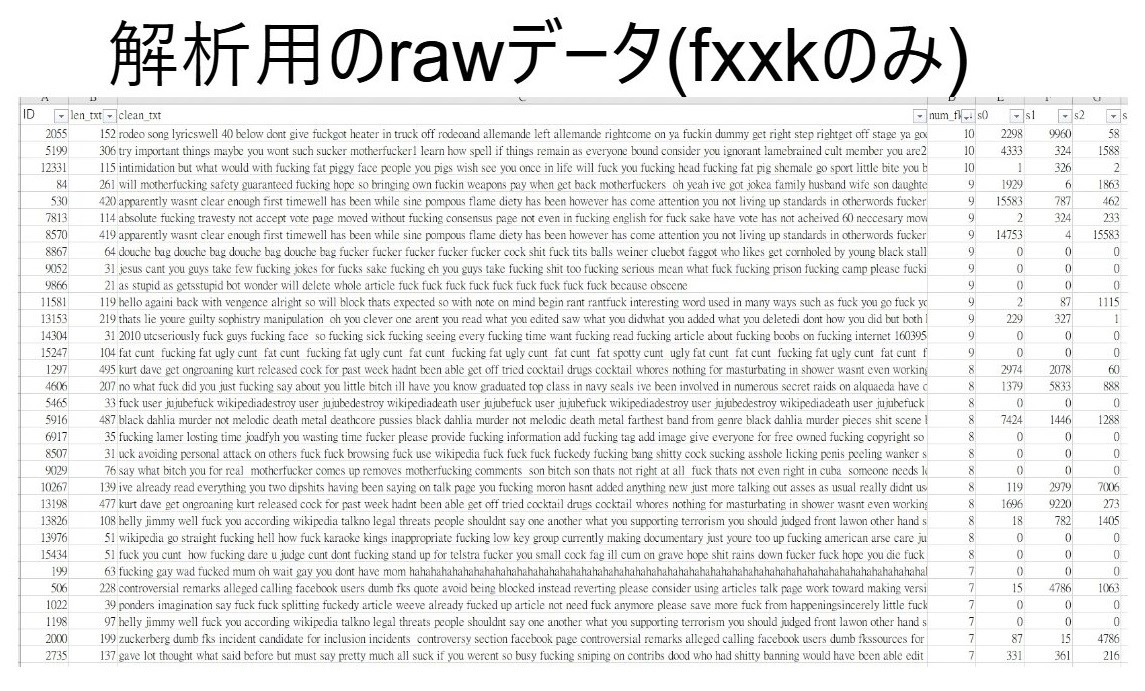 解析用のrawデータ(fxxkのみ)
A B C D E F G
ID len_txt clean_txt num_f s0 s1 s2 s
2055 152 rodeo song lyricswell 40 below dont give fuckgot heater in truck off rodeoand allemande left allemande rightcome on ya fuckin dummy get right step rightget off stage ya 10 2298 9960 58
5199 306 try important things maybe you wont such sucker motherfucker1 learn how spell if things remain as everyone bound consider you ignorant lamebrained cult member you are2 10 4333 324 1588
12331 115 intimidation but what would with fucking fat piggy face people you pigs wish see you once in life will fuck you head fucking fat pig shemale go sport little bite you b 10 1 326 2
84 261 will motherfucking safety guaranteed fucking hope so bringing own fuckin weapons pay when get back motherfuckers oh yeah ive got jokea family husband wife son daughte 9 1929 6 1863
530 420 apparently wasnt clear enough first timewell has been while sine pompous flame diety has been however has come attention you not living up standards in otherwords fucker 9 15583 787 462
7813 114 absolute fucking travesty not accept vote page moved without fucking consensus page not even in fucking english for fuck sake have vote has not acheived 60 neccesary mov 9 2 324 233
8570 419 apparently wasnt clear enough first timewell has been while sine pompous flame diety has been however has come attention you not living up standards in otherwords fucker 9 14753 4 15583
8867 64 douche bag douche bag douche bag douche bag fucker fucker fucker fucker fucker cock shit fuck tits balls weiner cluebot faggot who likes get cornholed by young black stall 9 0 0 0
9052 31 jesus cant you guys take few fucking jokes for fucks sake fucking eh you guys take fucking shit too fucking serious mean what fuck fucking prison fucking camp please fucki 9 0 0 0
9866 21 as stupid as getsstupid bot wonder will delete whole article fuck fuck fuck fuck fuck fuck fuck fuck fuck because obscene 9 0 0 0
11581 119 hello againi back with vengence alright so will block thats expected so with note on mind begin rant rantfuck interesting word used in many ways such as fuck you go fuck yo 9 2 87 1115
13153 219 thats lie youre guilty sophistry manipulation oh you clever one arent you read what you edited saw what you didwhat you added what you deletedi dont how you did but both 9 229 327 1
14304 31 2010 utcseriously fuck guys fucking face so fucking sick fucking seeing every fucking time want fucking read fucking article about fucking boobs on fucking internet 160395 9 0 0 0
15247 104 fat cunt fucking fat ugly cunt fat cunt fucking fat ugly cunt fat cunt fucking fat ugly cunt fat cunt fat spotty cunt ugly fat cunt fat cunt fucking fat ugly cunt fat cunt f 9 0 0 0
1297 495 kurt dave get ongroaning kurt released cock for past week hadnt been able get off tried cocktail drugs cocktail whores nothing for masturbating in shower wasnt even working 8 2974 2078 60
4606 207 no what fuck did you just fucking say about you little bitch ill have you know graduated top class in navy seals ive been involved in numerous secret raids on alquaeda have c 8 1379 5833 888
5465 33 fuck user jujubefuck wikipediadestroy user jujubedestroy wikipediadeath user jujubefuck user jujubefuck wikipediadestroy user jujubedestroy wikipediadeath user jujubefuck 8 0 0 0
5916 487 black dahlia murder not melodic death metal deathcore pussies black dahlia murder not melodic death metal farthest band from genre black dahlia murder pieces shit scene 8 7424 1446 1288
6917 35 fucking lamer losting time joadfyh you wasting time fucker please provide fucking information add fucking tag add image give everyone for free owned fucking copyright so 8 0 0 0
8507 31 uck avoiding personal attack on others fuck fuck browsing fuck use wikipedia fuck fuck fuck fuckedy fucking bang shitty cock sucking asshole licking penis peeling wanker s 8 0 0 0
9029 76 say what bitch you for real motherfucker comes up removes motherfucking comments son bitch son thats not right at all fuck thats not even right in cuba someone needs l 8 0 0 0
10267 139 ive already read everything you two dipshits having been saying on talk page you fucking moron hasnt added anything new just more talking out asses as usual really didnt us 8 119 2979 7006
13198 477 kurt dave get ongroaning kurt released cock for past week hadnt been able get off tried cocktail drugs cocktail whores nothing for masturbating in shower wasnt even working 8 1696 9220 273
13826 108 helly jimmy well fuck you according wikipedia talkno legal threats people shouldnt say one another what you supporting terrorism you should judged front lawon other hand s 8 18 782 1405
13976 51 wikipedia go straight fucking hell how fuck karaoke kings inappropriate fucking low key group currently making documentary just youre too up fucking american arse care ju 8 0 0 0
15434 51 fuck you cunt how fucking dare u judge cunt dont fucking stand up for telstra fucker you small cock fag ill cum on grave hope shit rains down fucker fuck hope you die fuck 8 0 0 0
199 63 fucking gay wad fucked mum oh wait gay you dont have mom 7 0 0 0
506 228 controversial remarks alleged calling facebook users dumb fks quote avoid being blocked instead reverting please consider using articles talk page work toward making versi 7 15 4786 1063
1022 39 ponders imagination say fuck fuck splitting fuckedy article weeve already fucked up article not need fuck anymore please save more fuck from happeningsincerely little fuck 7 0 0 0
1198 97 helly jimmy well fuck you according wikipedia talkno legal threats people shouldnt say one another what you supporting terrorism you should judged front lawon other hand s 7 0 0 0
2000 199 zuckerberg dumb fks incident candidate for inclusion incidents controversy section facebook page controversial remarks alleged calling facebook users dumb fkssources for 7 87 15 4786
2735 137 gave lot thought what said before but must say pretty much all suck if you werent so busy fucking sniping on contribs dood who had shitty banning would have been able edit 7 331 361 216